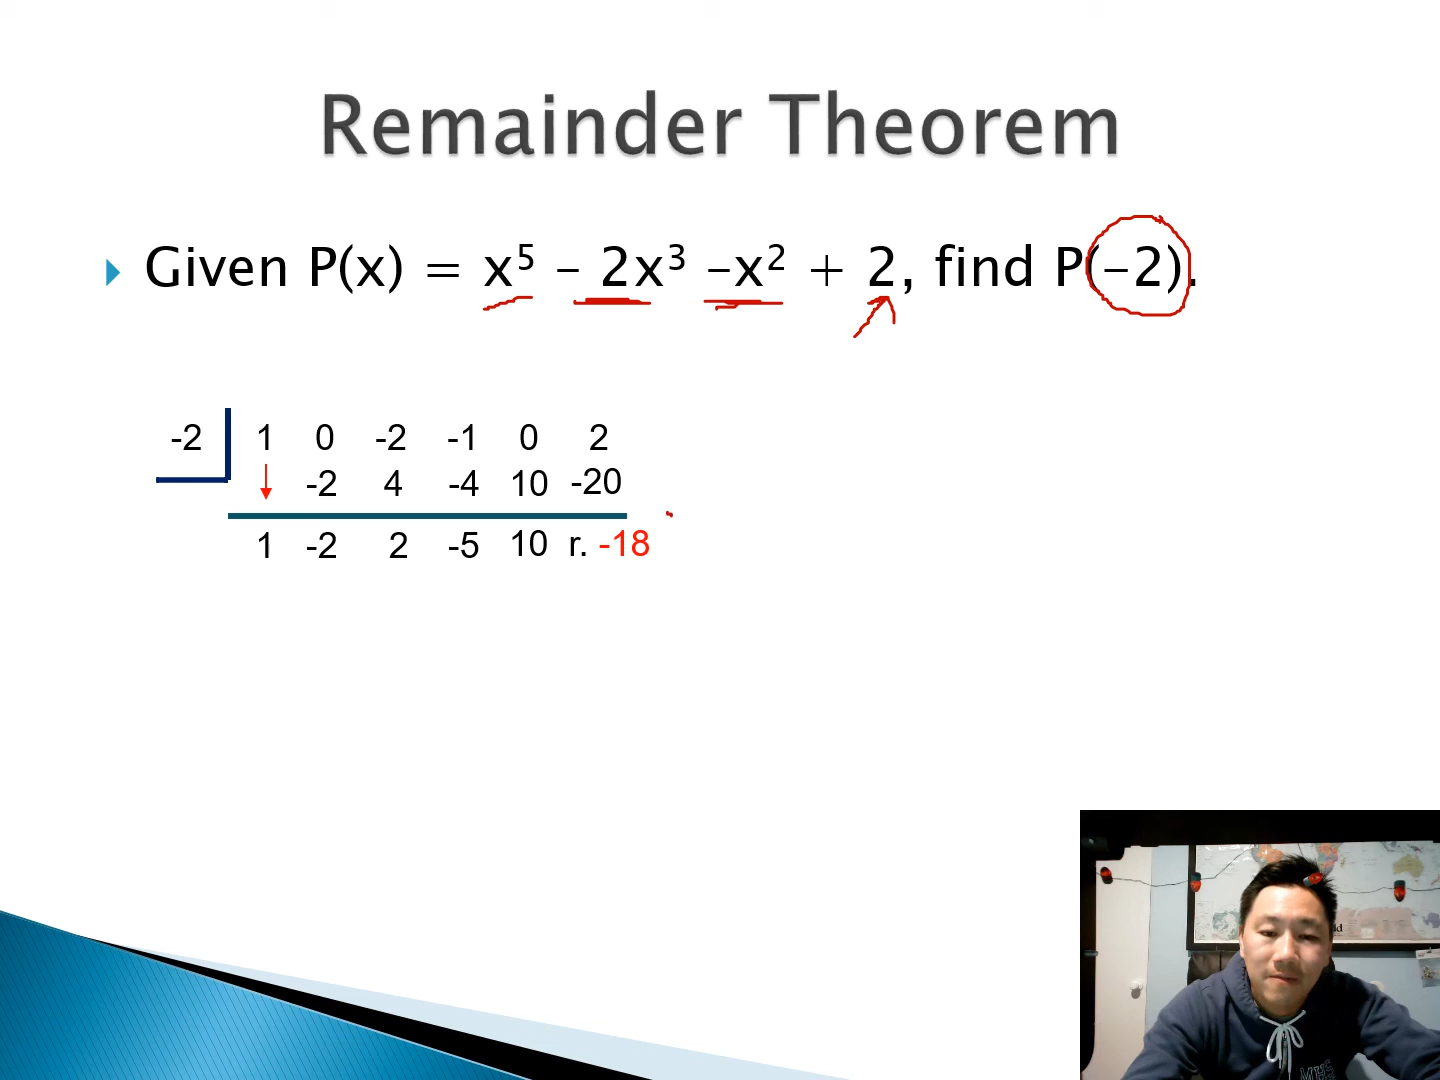 Remainder Theorem
Given P(x) = x⁵ – 2x³ –x² + 2, find P(–2).
-2 1 0 -2 -1 0 2
-2 4 -4 10 -20
1 -2 2 -5 10 r. -18